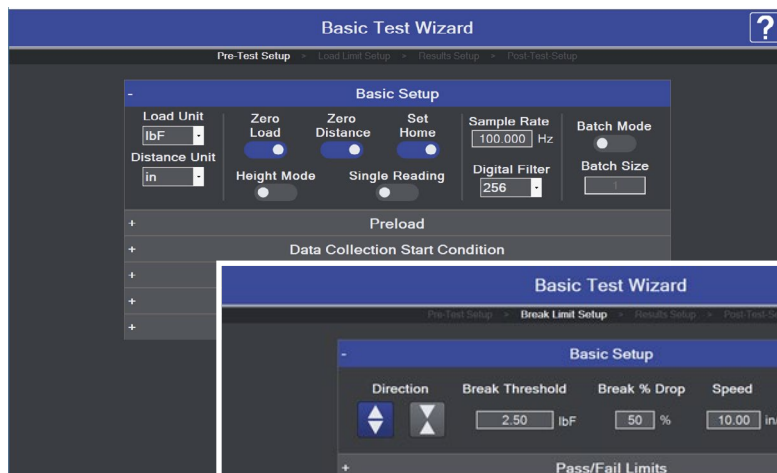 Basic Test Wizard
?
Pre-Test Setup > Load Limit Setup > Results Setup > Post-Test-Setup
- Basic Setup
Load Unit
lbF
Distance Unit
in
Zero Load
Zero Distance
Set Home
Height Mode
Single Reading
Sample Rate
100.000 Hz
Digital Filter
256
Batch Mode
Batch Size
1
+ Preload
+ Data Collection Start Condition
+
+
+
Basic Test Wizard
Pre-Test Setup > Break Limit Setup > Results Setup > Post-Test-S
- Basic Setup
Direction
Break Threshold
2.50 lbF
Break % Drop
50 %
Speed
10.00 in/
+ Pass/Fail Limits